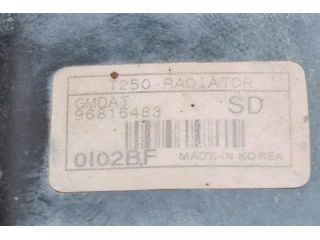 T250-RADIATOR
GMDAT
SD
96816483
0102BF
MADE-IN KOREA